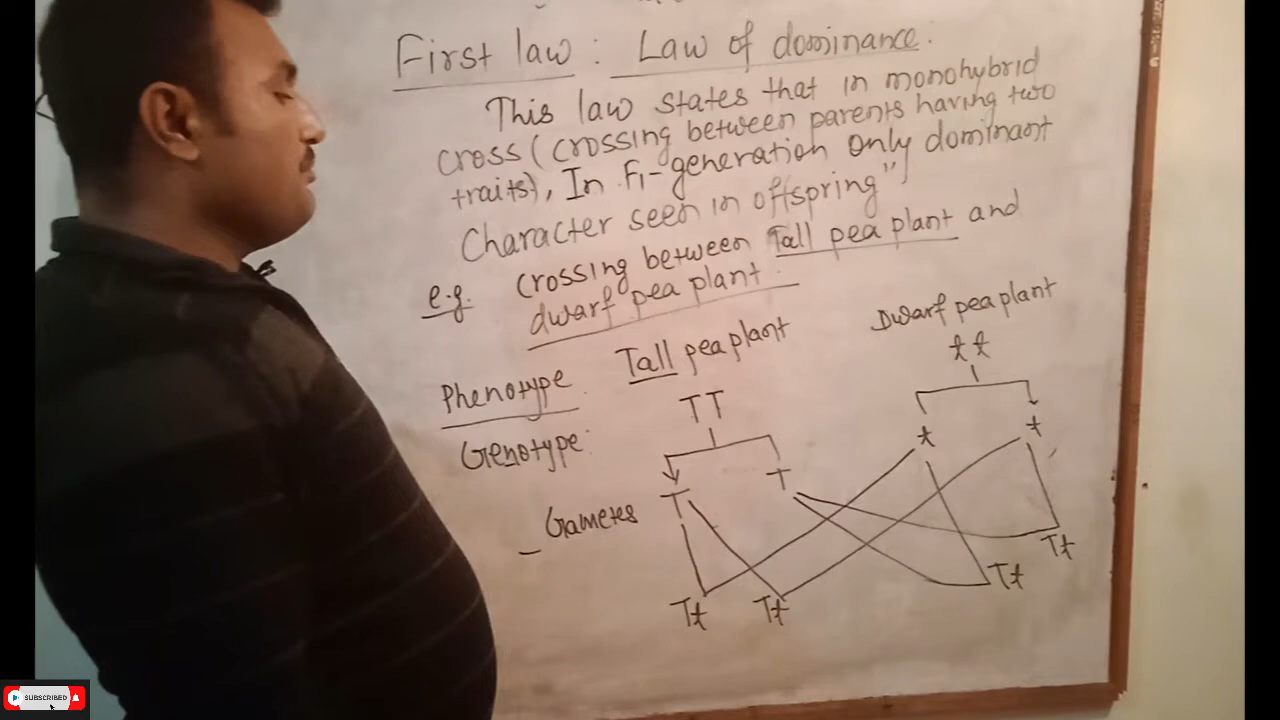 First law : Law of dominance.
This law states that in monohybrid
cross (crossing between parents having two
traits), In F1-generation Only dominant
Character seen in offspring"
e.g. Crossing between Tall pea plant and
dwarf pea plant.
Phenotype Tall pea plant Dwarf pea plant
Genotype: TT tt
Gametes T T t t
Tt Tt Tt Tt
SUBSCRIBED